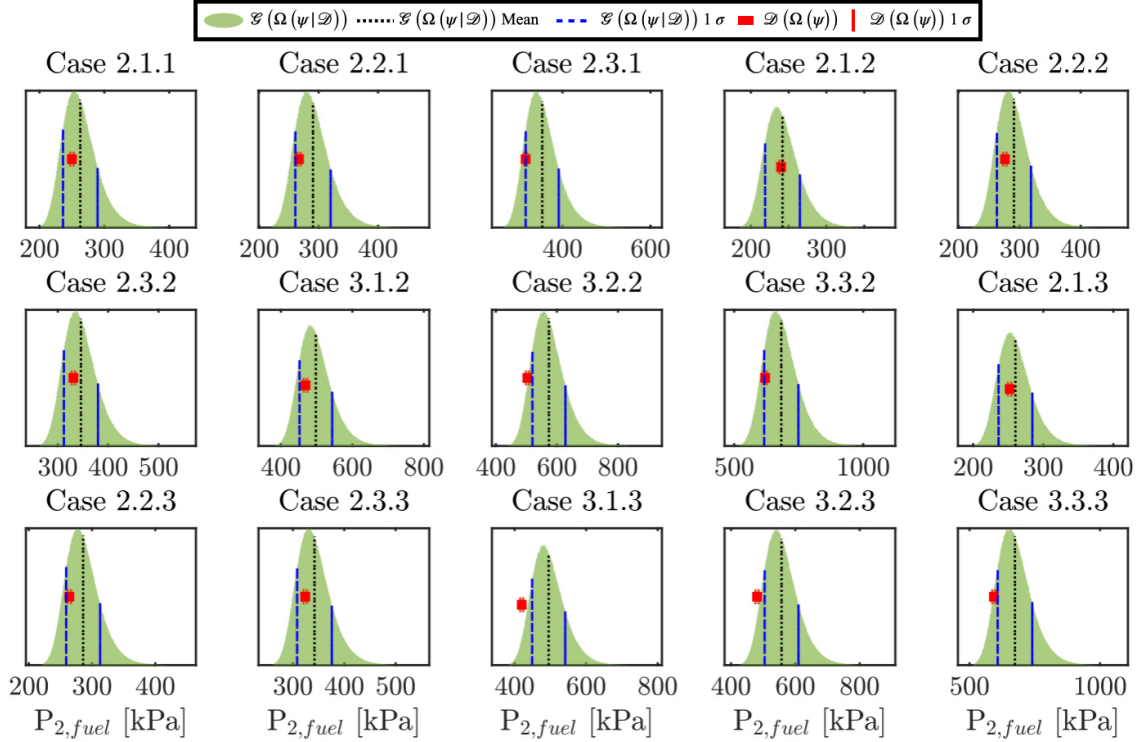 𝒢 (Ω (ψ | 𝒟)) 𝒢 (Ω (ψ | 𝒟)) Mean 𝒢 (Ω (ψ | 𝒟)) 1 σ 𝒟 (Ω (ψ)) 𝒟 (Ω (ψ)) 1 σ
Case 2.1.1 Case 2.2.1 Case 2.3.1 Case 2.1.2 Case 2.2.2
200 300 400 200 300 400 400 600 200 300 200 300 400
Case 2.3.2 Case 3.1.2 Case 3.2.2 Case 3.3.2 Case 2.1.3
300 400 500 400 600 800 400 600 800 500 1000 200 300 400
Case 2.2.3 Case 2.3.3 Case 3.1.3 Case 3.2.3 Case 3.3.3
200 300 400 300 400 500 400 600 800 400 600 800 500 1000
P2,fuel [kPa] P2,fuel [kPa] P2,fuel [kPa] P2,fuel [kPa] P2,fuel [kPa]